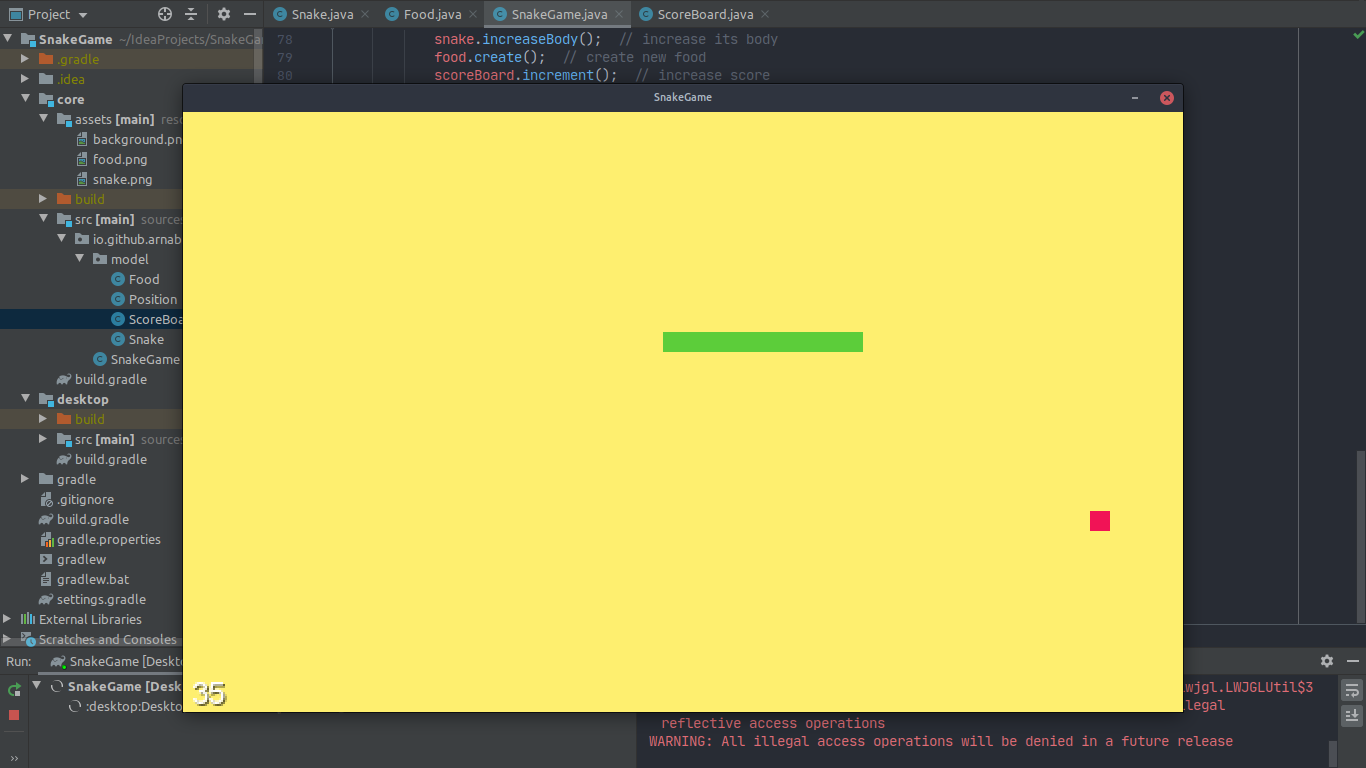 Project
Snake.java
Food.java
SnakeGame.java
ScoreBoard.java
SnakeGame ~/IdeaProjects/SnakeGa
.gradle
.idea
core
assets [main] reso
background.pn
food.png
snake.png
build
src [main] sources
io.github.arnab
model
Food
Position
ScoreBoa
Snake
SnakeGame
build.gradle
desktop
build
src [main] sources
build.gradle
gradle
.gitignore
build.gradle
gradle.properties
gradlew
gradlew.bat
settings.gradle
External Libraries
Scratches and Consoles
78 snake.increaseBody(); // increase its body
79 food.create(); // create new food
80 scoreBoard.increment(); // increase score
SnakeGame
35
Run: SnakeGame [Deskto
SnakeGame [Desk
:desktop:Deskto
wjgl.LWJGLUtil$3
legal
reflective access operations
WARNING: All illegal access operations will be denied in a future release